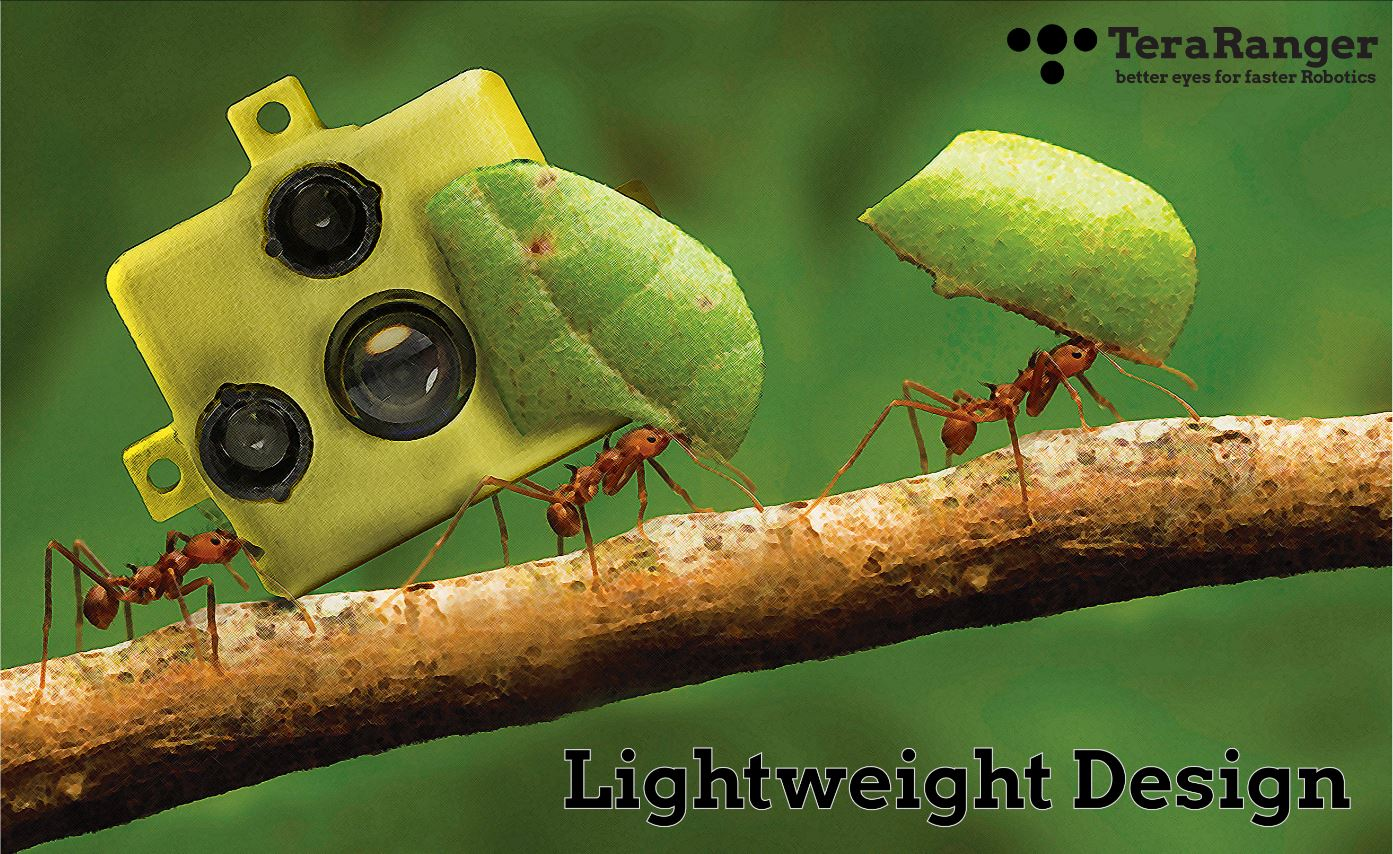 TeraRanger
better eyes for faster Robotics
Lightweight Design